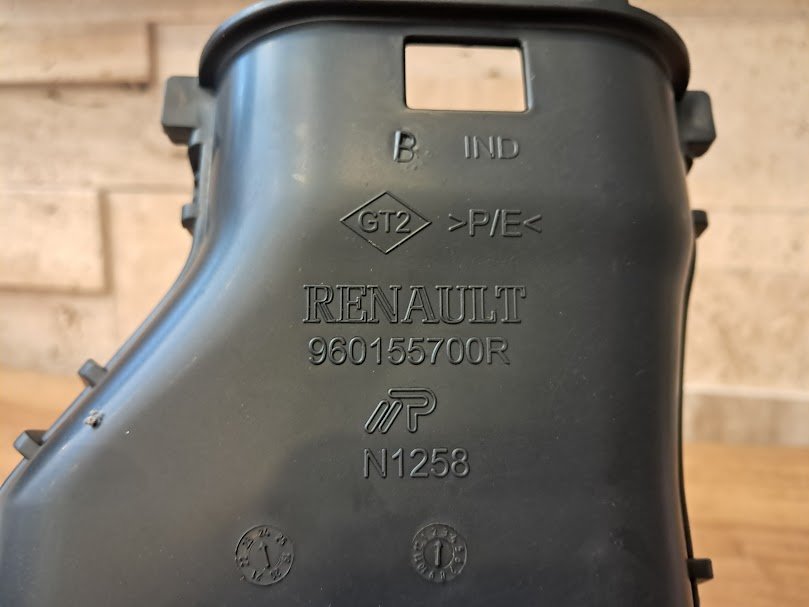 B IND
GT2 >P/E<
RENAULT
960155700R
N1258